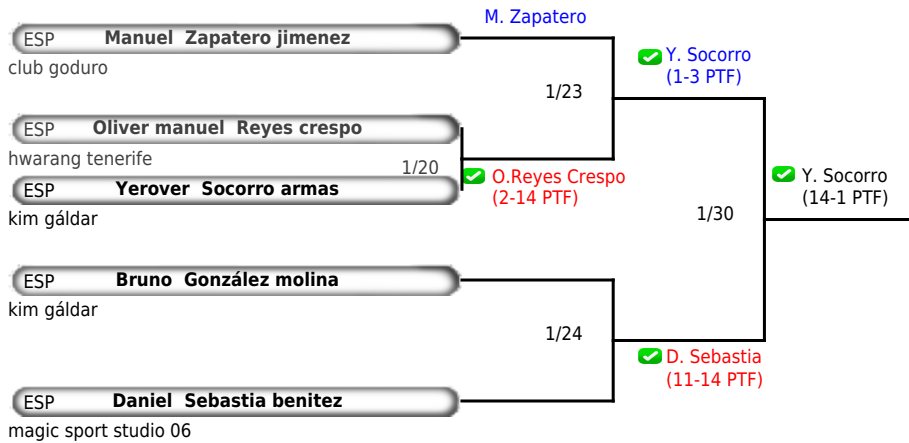 M. Zapatero
ESP Manuel Zapatero jimenez
club goduro
Y. Socorro
(1-3 PTF)
1/23
ESP Oliver manuel Reyes crespo
hwarang tenerife
1/20
O.Reyes Crespo
(2-14 PTF)
ESP Yerover Socorro armas
kim gáldar
Y. Socorro
(14-1 PTF)
1/30
ESP Bruno González molina
kim gáldar
1/24
D. Sebastia
(11-14 PTF)
ESP Daniel Sebastia benitez
magic sport studio 06